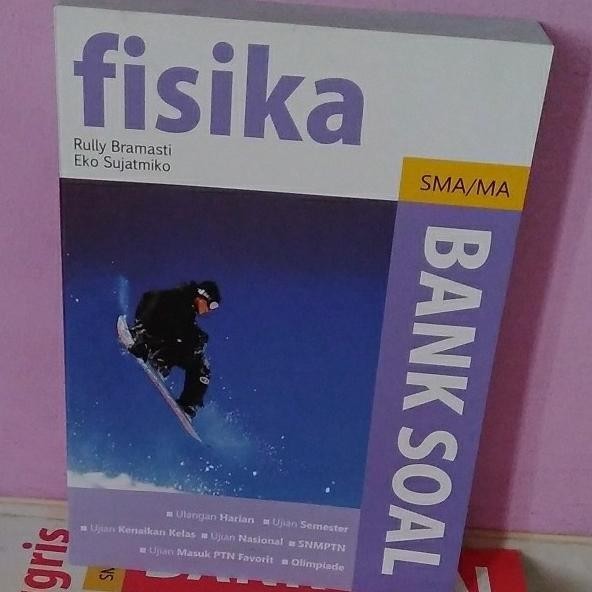 fisika
Rully Bramasti
Eko Sujatmiko
SMA/MA
BANK SOAL
▪ Ulangan Harian ▪ Ujian Semester
▪ Ujian Kenaikan Kelas ▪ Ujian Nasional ▪ SNMPTN
▪ Ujian Masuk PTN Favorit ▪ Olimpiade